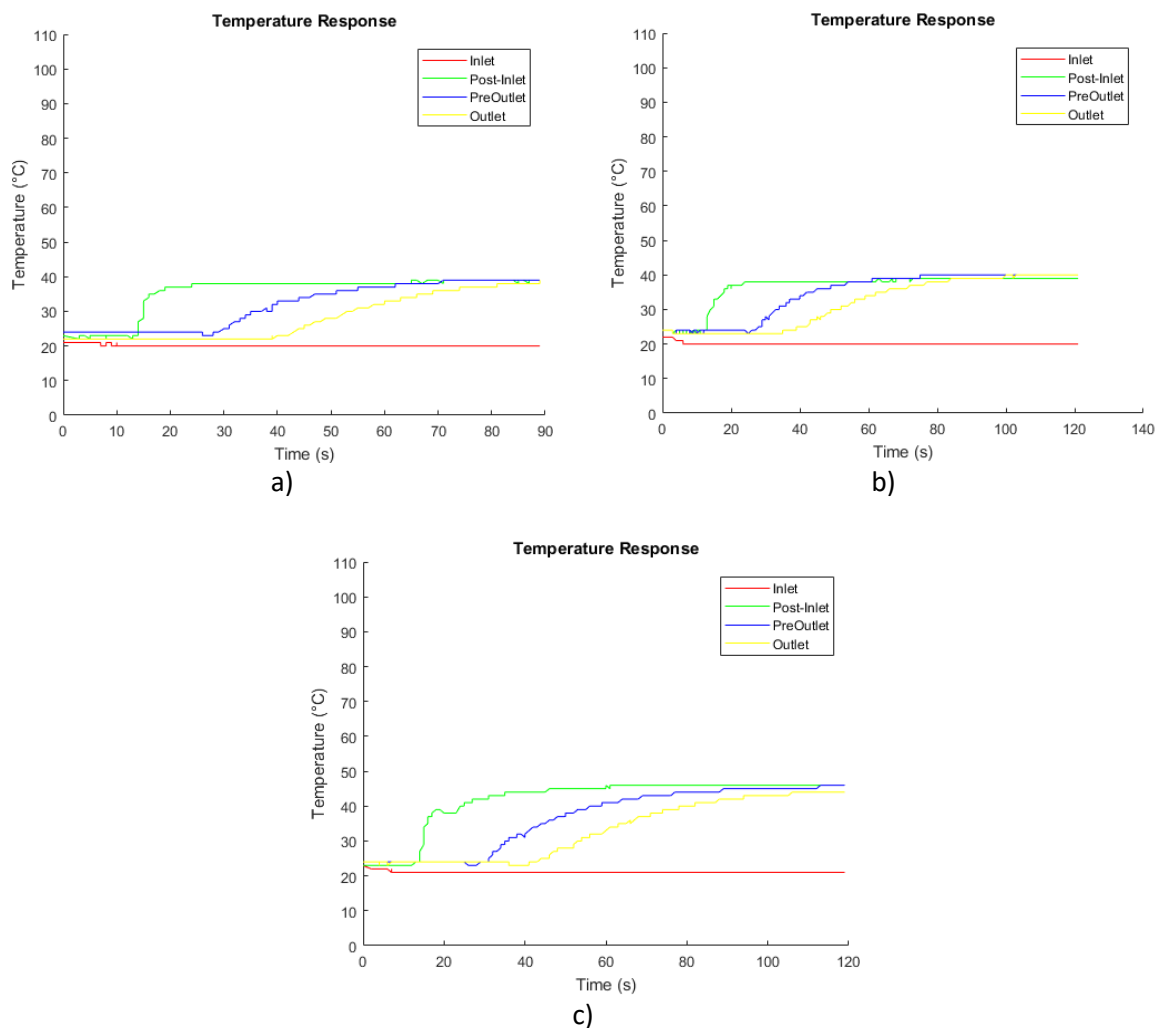 Temperature Response
110
100
90
80
70
60
50
40
30
20
10
0
Temperature (°C)
Inlet
Post-Inlet
PreOutlet
Outlet
0 10 20 30 40 50 60 70 80 90
Time (s)
a)
Temperature Response
110
100
90
80
70
60
50
40
30
20
10
0
Temperature (°C)
Inlet
Post-Inlet
PreOutlet
Outlet
0 20 40 60 80 100 120 140
Time (s)
b)
Temperature Response
110
100
90
80
70
60
50
40
30
20
10
0
Temperature (°C)
Inlet
Post-Inlet
PreOutlet
Outlet
0 20 40 60 80 100 120
Time (s)
c)